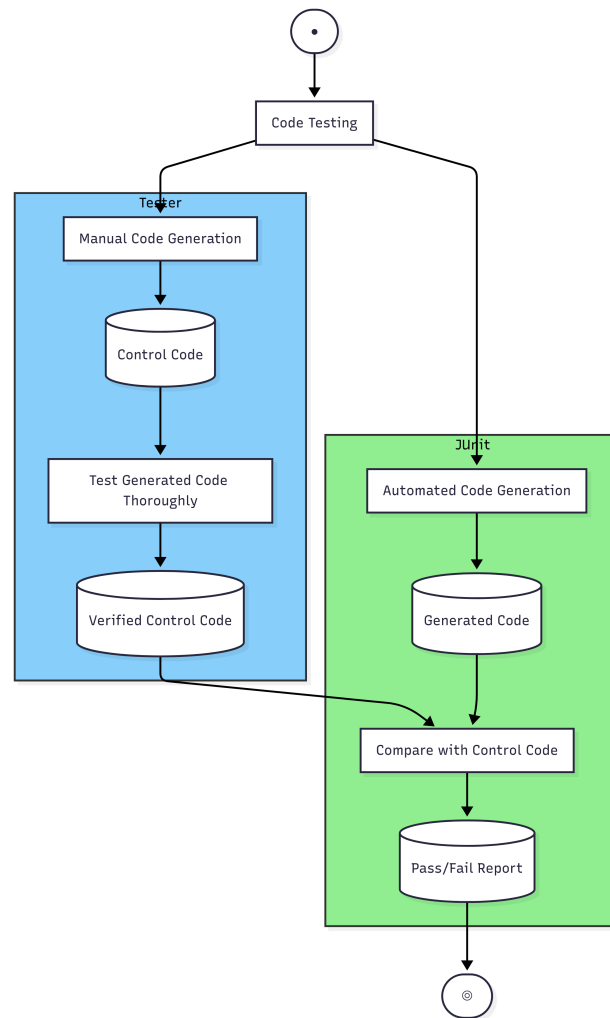 Code Testing
Tester
Manual Code Generation
Control Code
Test Generated Code
Thoroughly
Verified Control Code
JUnit
Automated Code Generation
Generated Code
Compare with Control Code
Pass/Fail Report